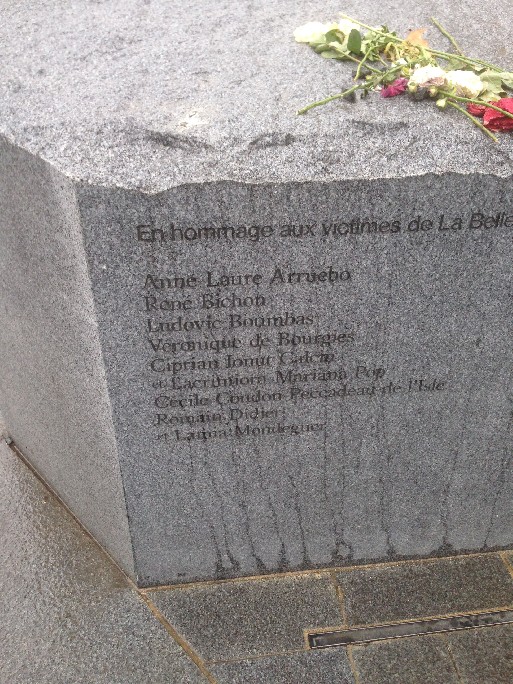 En hommage aux victimes de La Belle
Anne Laure Arruebo
René Bichon
Ludovic Boumbas
Véronique de Bourgies
Ciprian Ionut Calciu
et Lacrimiora Mariana Pop
Cécile Coudon Peccadeau de l'Isle
Romain Didier
et Lamia Mondeguer